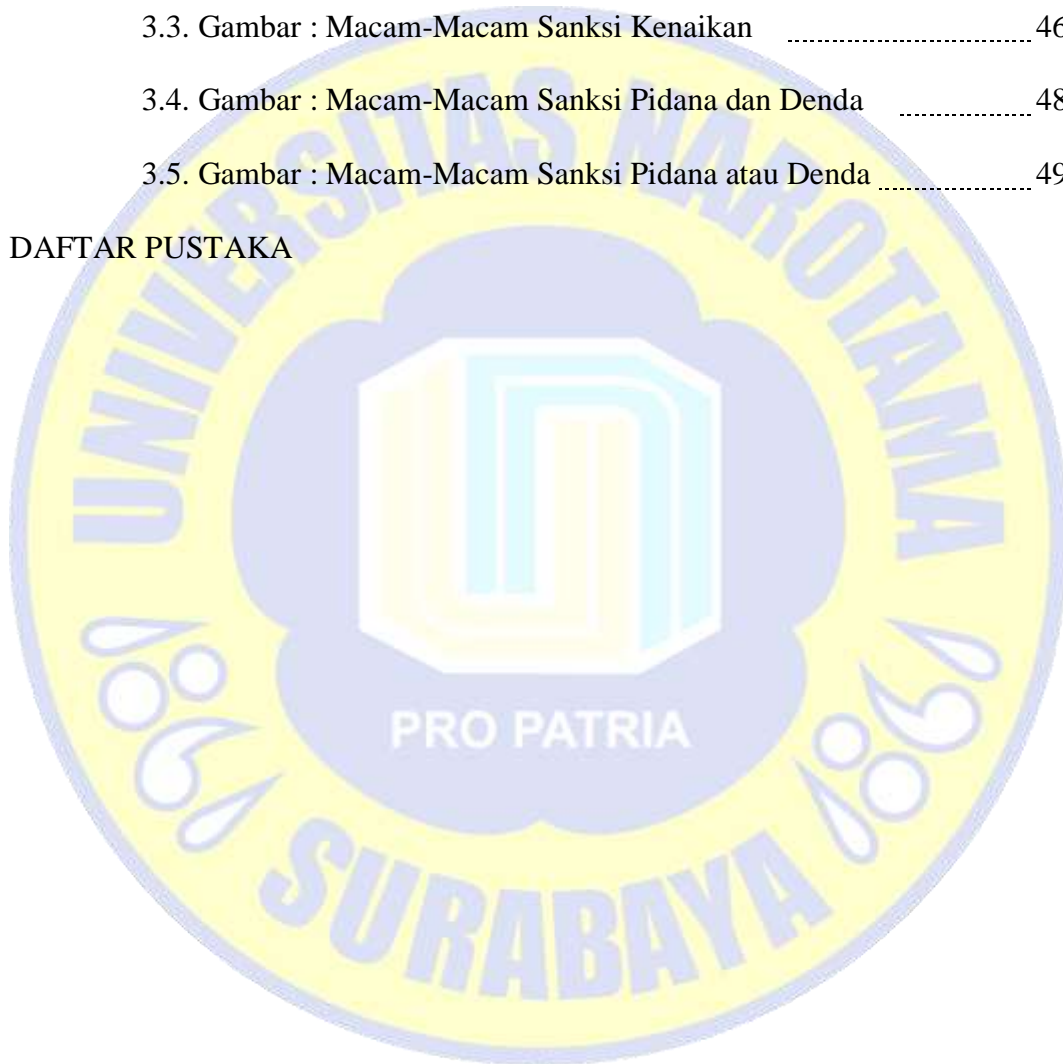 3.3. Gambar : Macam-Macam Sanksi Kenaikan 46
3.4. Gambar : Macam-Macam Sanksi Pidana dan Denda 48
3.5. Gambar : Macam-Macam Sanksi Pidana atau Denda 49
DAFTAR PUSTAKA
UNIVERSITAS NAROTAMA
PRO PATRIA
SURABAYA